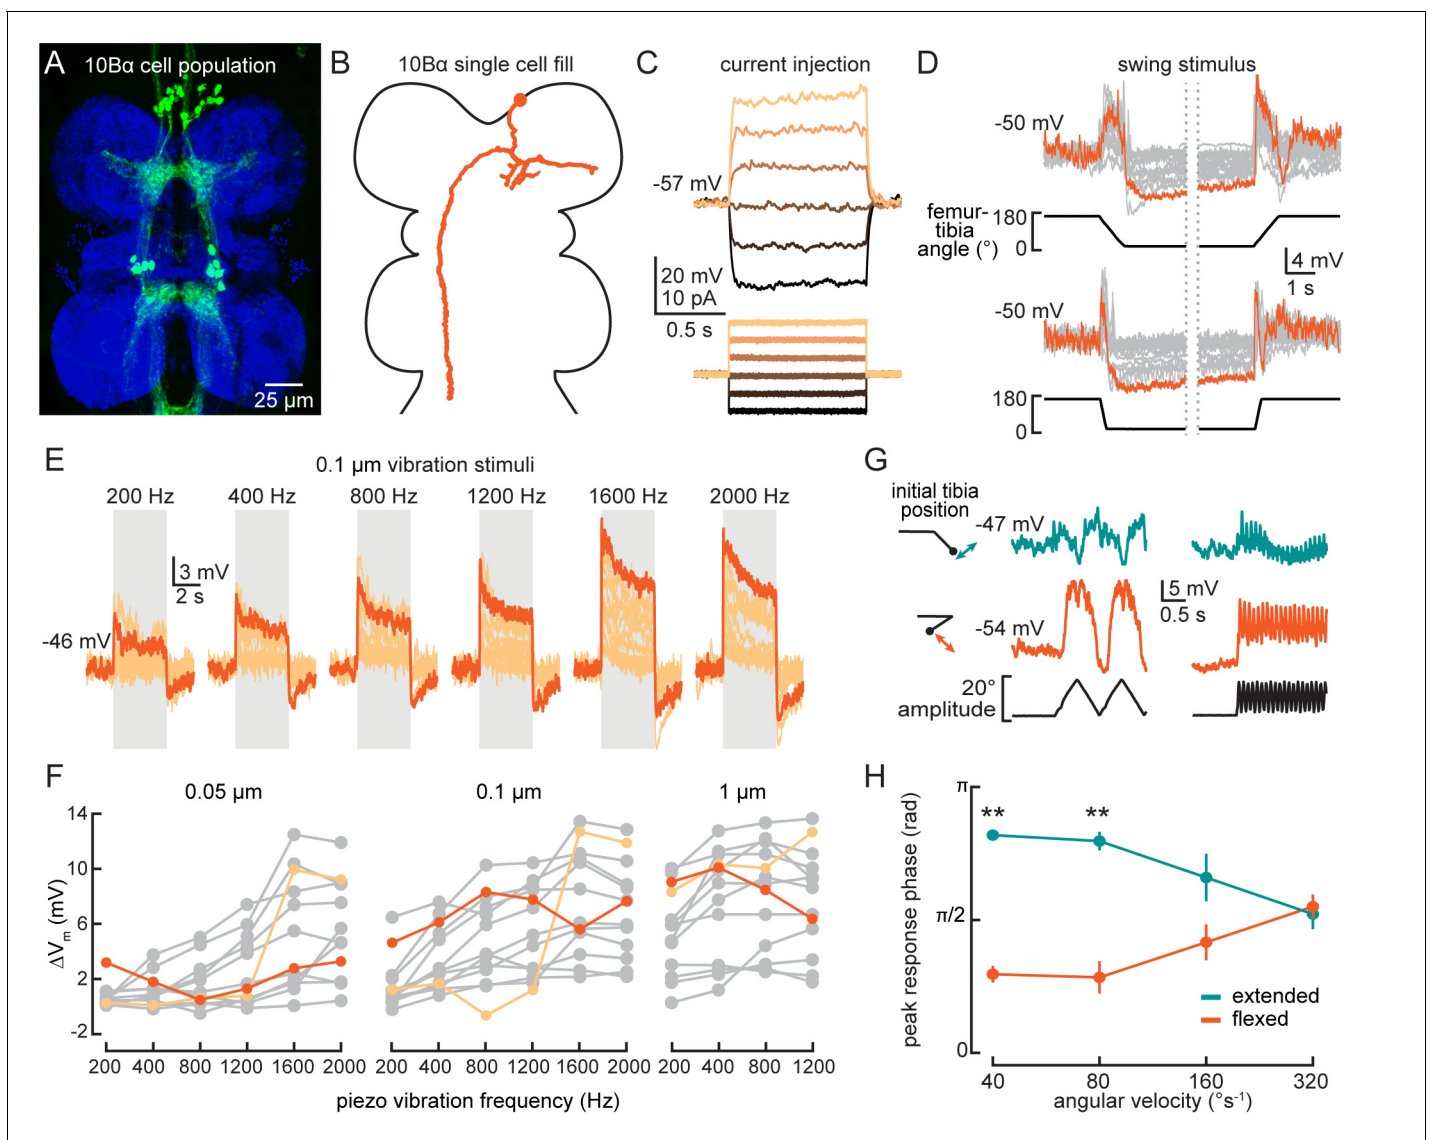 A
10Bα cell population
25 µm
B
10Bα single cell fill
C
current injection
-57 mV
20 mV
10 pA
0.5 s
D
swing stimulus
-50 mV
femur-
tibia
angle (°)
180
0
4 mV
1 s
-50 mV
180
0
E
0.1 µm vibration stimuli
200 Hz
400 Hz
800 Hz
1200 Hz
1600 Hz
2000 Hz
3 mV
2 s
-46 mV
G
initial tibia
position
-47 mV
-54 mV
5 mV
0.5 s
20°
amplitude
F
0.05 µm
0.1 µm
1 µm
ΔVm (mV)
14
10
6
2
-2
200 400 800 1200 1600 2000
200 400 800 1200 1600 2000
200 400 800 1200
piezo vibration frequency (Hz)
H
peak response phase (rad)
π
π/2
0
**
**
extended
flexed
40 80 160 320
angular velocity (°s-1)